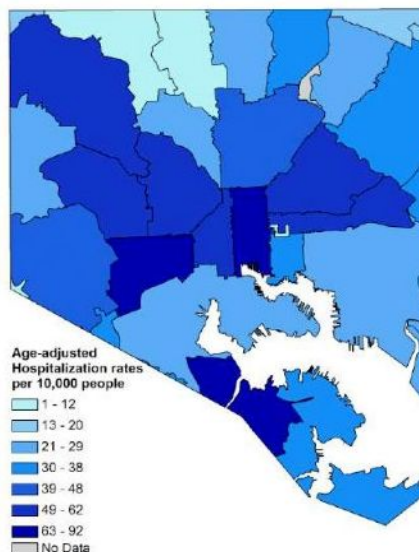 Age-adjusted
Hospitalization rates
per 10,000 people
1 - 12
13 - 20
21 - 29
30 - 38
39 - 48
49 - 62
63 - 92
No Data